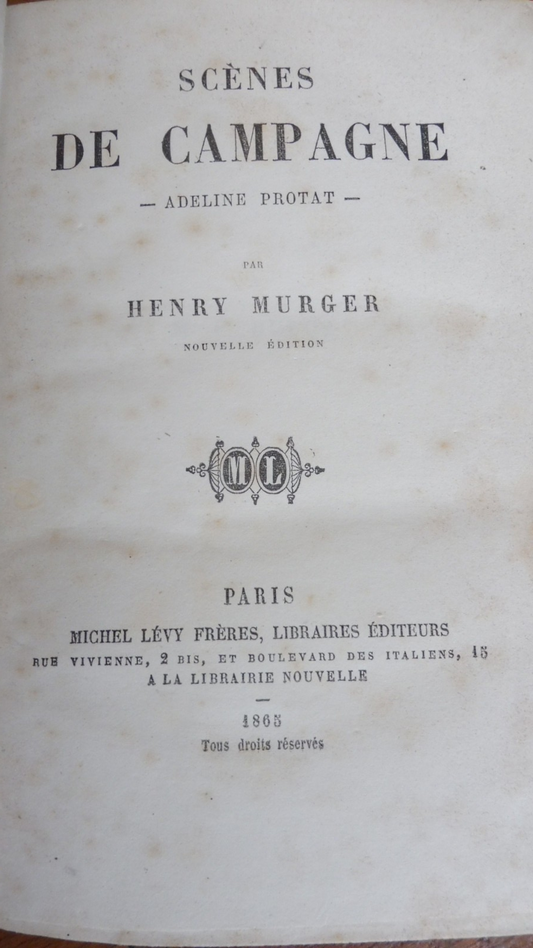 SCÈNES
DE CAMPAGNE
— ADELINE PROTAT —
PAR
HENRY MURGER
NOUVELLE ÉDITION
ML
PARIS
MICHEL LÉVY FRÈRES, LIBRAIRES ÉDITEURS
RUE VIVIENNE, 2 BIS, ET BOULEVARD DES ITALIENS, 15
A LA LIBRAIRIE NOUVELLE
—
1865
Tous droits réservés